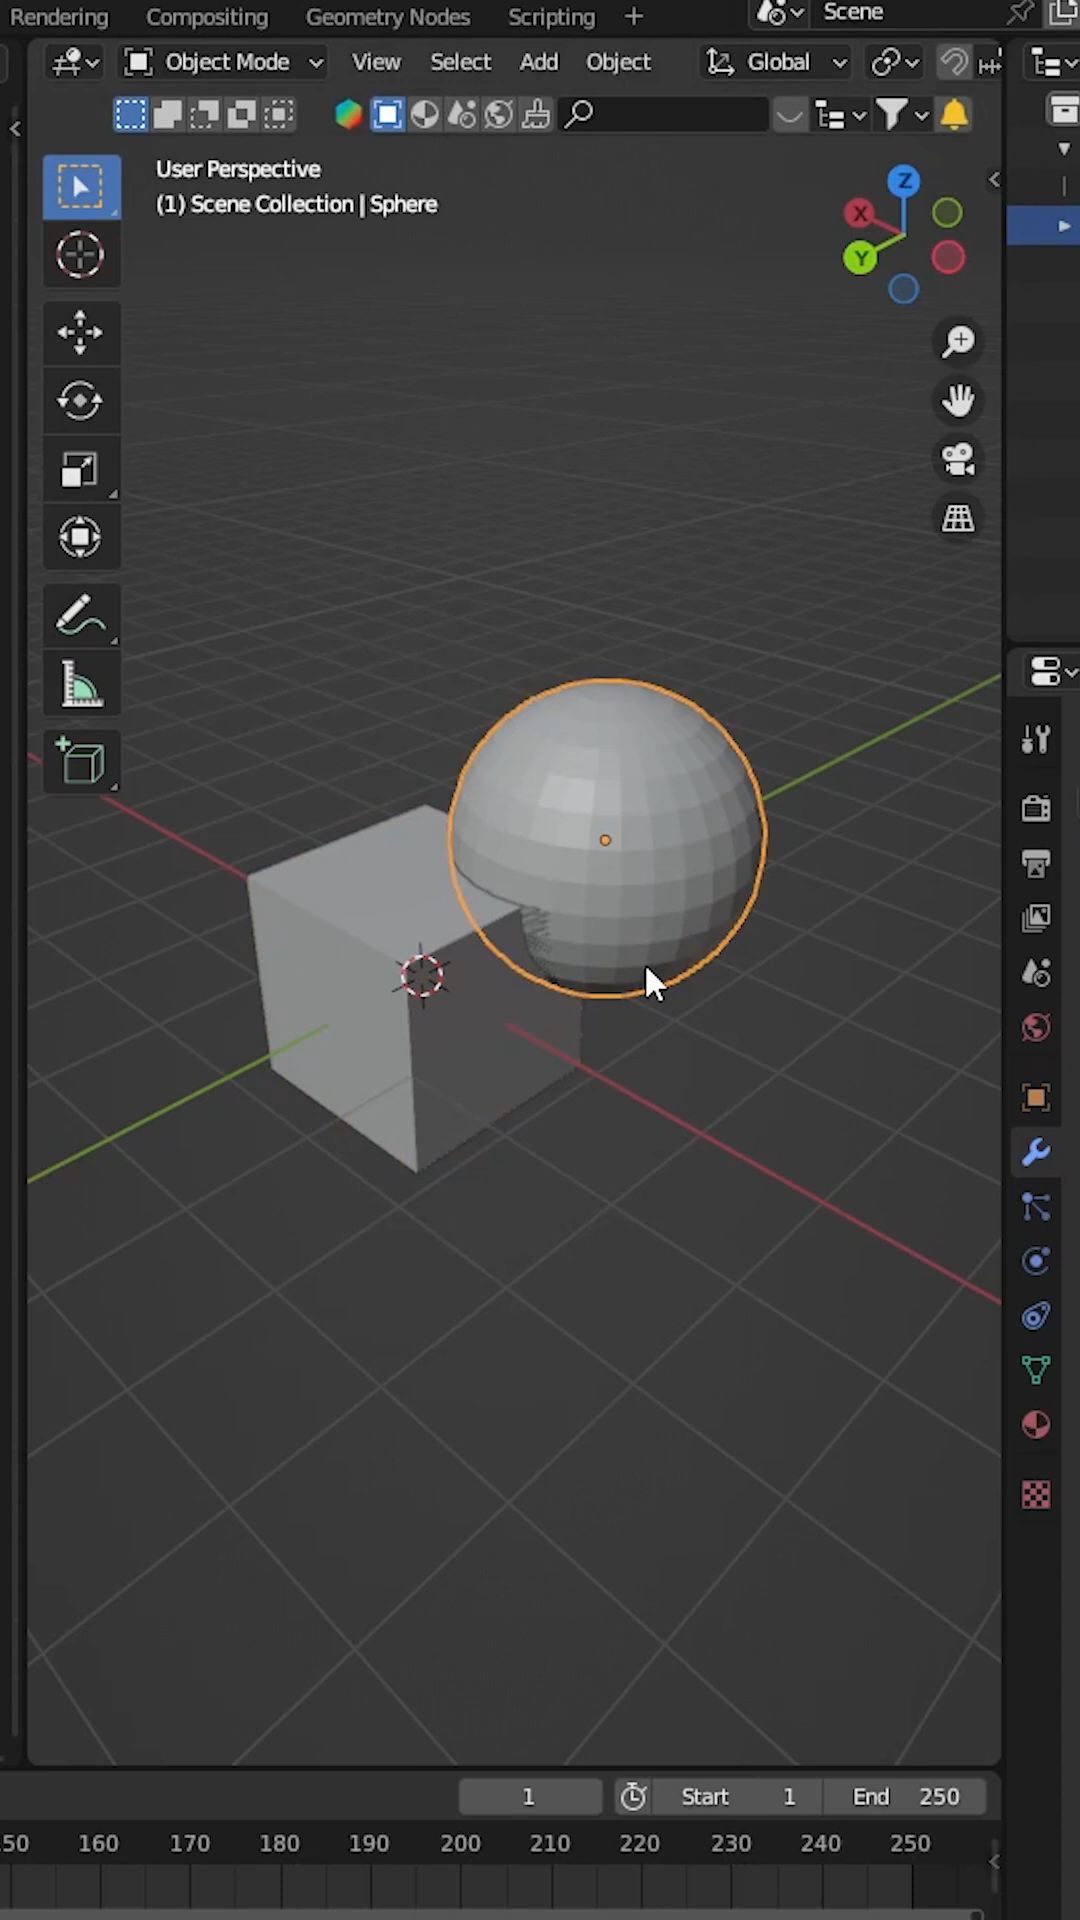 Rendering Compositing Geometry Nodes Scripting + Scene
Object Mode View Select Add Object Global
User Perspective
(1) Scene Collection | Sphere
Z
X
Y
1 Start 1 End 250
50 160 170 180 190 200 210 220 230 240 250